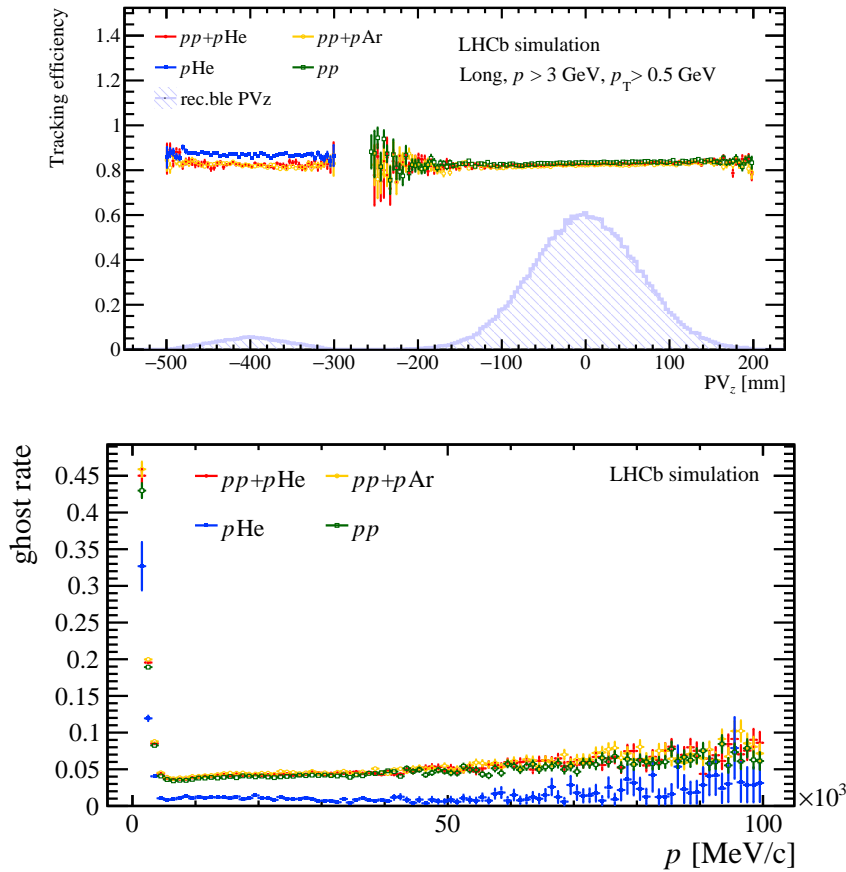 Tracking efficiency
1.4
1.2
1
0.8
0.6
0.4
0.2
0
pp+pHe
pp+pAr
pHe
pp
rec.ble PVz
LHCb simulation
Long, p > 3 GeV, pT > 0.5 GeV
−500 −400 −300 −200 −100 0 100 200
PVz [mm]
ghost rate
0.45
0.4
0.35
0.3
0.25
0.2
0.15
0.1
0.05
0
pp+pHe
pp+pAr
pHe
pp
LHCb simulation
0 50 100
×10³
p [MeV/c]